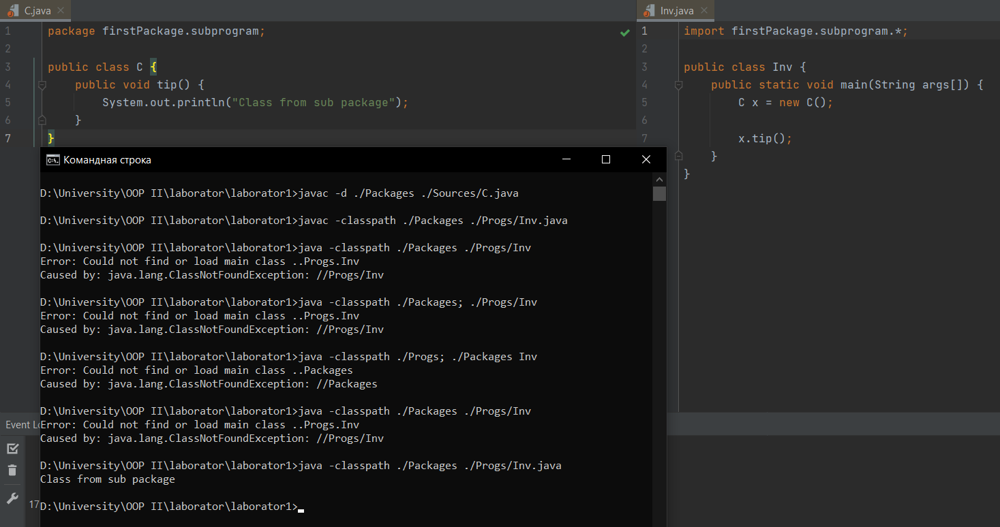 C.java
1 package firstPackage.subprogram;
2
3 public class C {
4 public void tip() {
5 System.out.println("Class from sub package");
6 }
7 }
Inv.java
1 import firstPackage.subprogram.*;
2
3 public class Inv {
4 public static void main(String args[]) {
5 C x = new C();
6
7 x.tip();
}
}
Командная строка
D:\University\OOP II\laborator\laborator1>javac -d ./Packages ./Sources/C.java
D:\University\OOP II\laborator\laborator1>javac -classpath ./Packages ./Progs/Inv.java
D:\University\OOP II\laborator\laborator1>java -classpath ./Packages ./Progs/Inv
Error: Could not find or load main class ..Progs.Inv
Caused by: java.lang.ClassNotFoundException: //Progs/Inv
D:\University\OOP II\laborator\laborator1>java -classpath ./Packages; ./Progs/Inv
Error: Could not find or load main class ..Progs.Inv
Caused by: java.lang.ClassNotFoundException: //Progs/Inv
D:\University\OOP II\laborator\laborator1>java -classpath ./Progs; ./Packages Inv
Error: Could not find or load main class ..Packages
Caused by: java.lang.ClassNotFoundException: //Packages
D:\University\OOP II\laborator\laborator1>java -classpath ./Packages ./Progs/Inv
Error: Could not find or load main class ..Progs.Inv
Caused by: java.lang.ClassNotFoundException: //Progs/Inv
D:\University\OOP II\laborator\laborator1>java -classpath ./Packages ./Progs/Inv.java
Class from sub package
D:\University\OOP II\laborator\laborator1>
Event
17